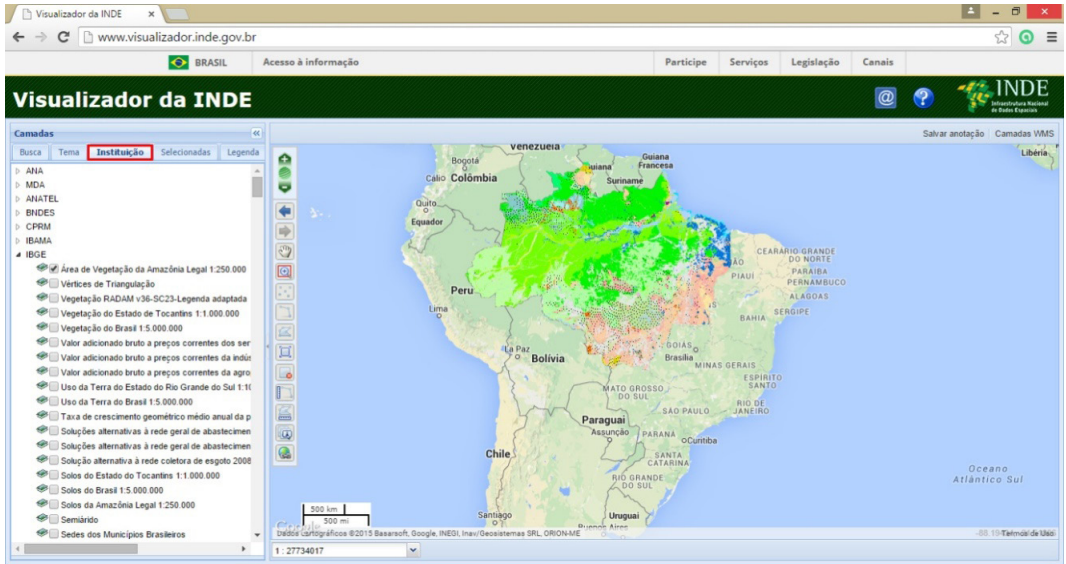 Visualizador da INDE
www.visualizador.inde.gov.br
BRASIL Acesso à informação Participe Serviços Legislação Canais
Visualizador da INDE
INDE
Infraestrutura Nacional
de Dados Espaciais
Camadas
Salvar anotação Camadas WMS
Busca Tema Instituição Selecionadas Legenda
ANA
MDA
ANATEL
BNDES
CPRM
IBAMA
IBGE
Área de Vegetação da Amazônia Legal 1:250.000
Vértices de Triangulação
Vegetação RADAM v36-SC23-Legenda adaptada
Vegetação do Estado de Tocantins 1:1.000.000
Vegetação do Brasil 1:5.000.000
Valor adicionado bruto a preços correntes dos ser
Valor adicionado bruto a preços correntes da indús
Valor adicionado bruto a preços correntes da agro
Uso da Terra do Estado do Rio Grande do Sul 1:1(
Uso da Terra do Brasil 1:5.000.000
Taxa de crescimento geométrico médio anual da p
Soluções alternativas à rede geral de abastecimen
Soluções alternativas à rede geral de abastecimen
Solução alternativa à rede coletora de esgoto 2008
Solos do Estado do Tocantins 1:1.000.000
Solos do Brasil 1:5.000.000
Solos da Amazônia Legal 1:250.000
Semiárido
Sedes dos Municípios Brasileiros
Venezuela
Bogotá
Guiana
Guiana
Francesa
Libéria
Cali
Colômbia
Suriname
Quito
Equador
CEARÁ
RIO GRANDE
DO NORTE
PIAUÍ
PARAÍBA
PERNAMBUCO
Peru
ALAGOAS
Lima
BAHIA
SERGIPE
La Paz
Bolívia
GOIÁS
Brasília
MINAS GERAIS
MATO GROSSO
DO SUL
ESPÍRITO
SANTO
SÃO PAULO
RIO DE
JANEIRO
Paraguai
Assunção
PARANÁ
Curitiba
Chile
SANTA
CATARINA
RIO GRANDE
DO SUL
Oceano
Atlântico Sul
500 km
500 mi
Santiago
Uruguai
Buenos Aires
Google
Dados cartográficos ©2015 Basarsoft, Google, INEGI, Inav/Geosistemas SRL, ORION-ME
Termos de Uso
1 : 27734017